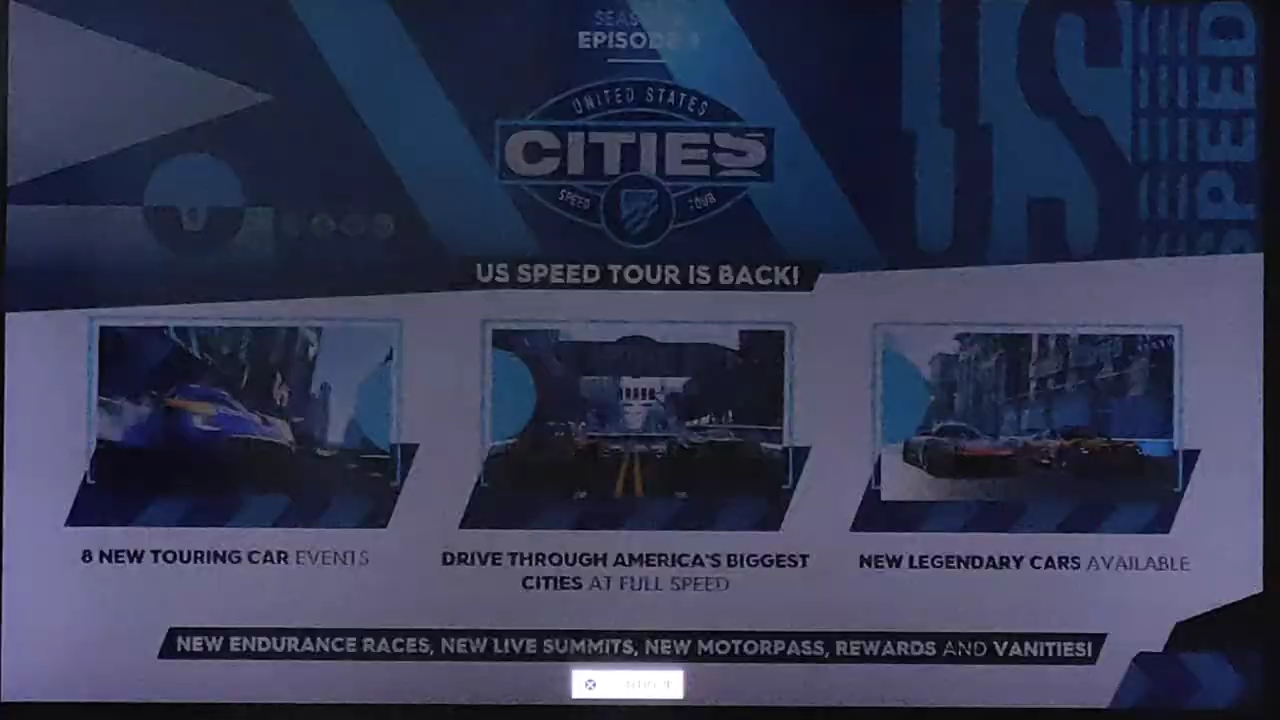 EPISODE
UNITED STATES
CITIES
SPEED TOUR
US
SPEED
US SPEED TOUR IS BACK!
8 NEW TOURING CAR EVENTS
DRIVE THROUGH AMERICA'S BIGGEST
CITIES AT FULL SPEED
NEW LEGENDARY CARS AVAILABLE
NEW ENDURANCE RACES, NEW LIVE SUMMITS, NEW MOTORPASS, REWARDS AND VANITIES!